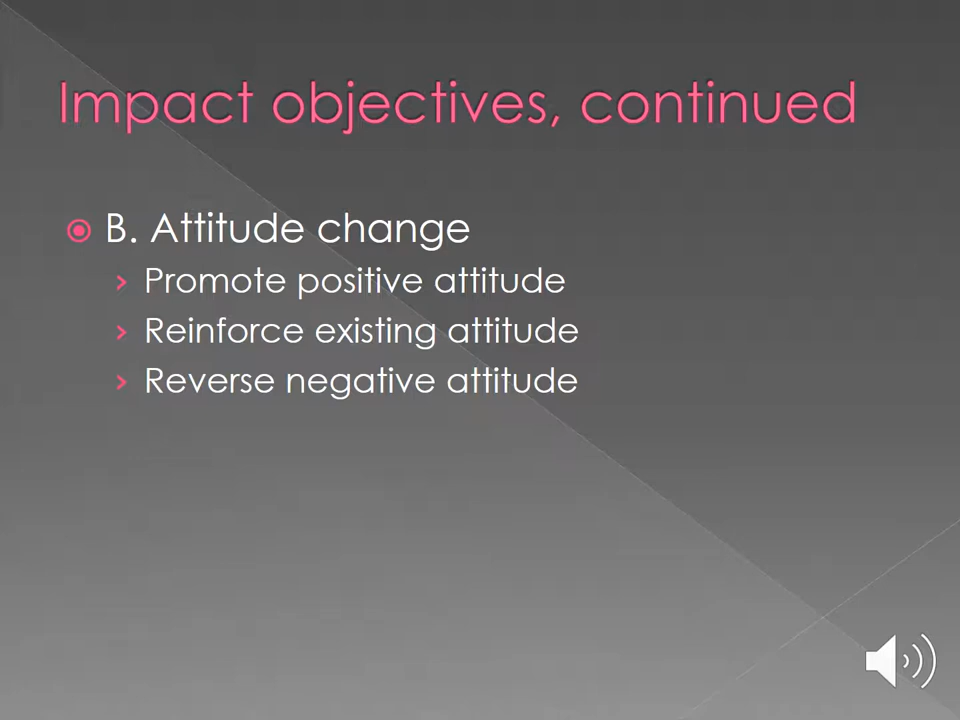 Impact objectives, continued
B. Attitude change
Promote positive attitude
Reinforce existing attitude
Reverse negative attitude